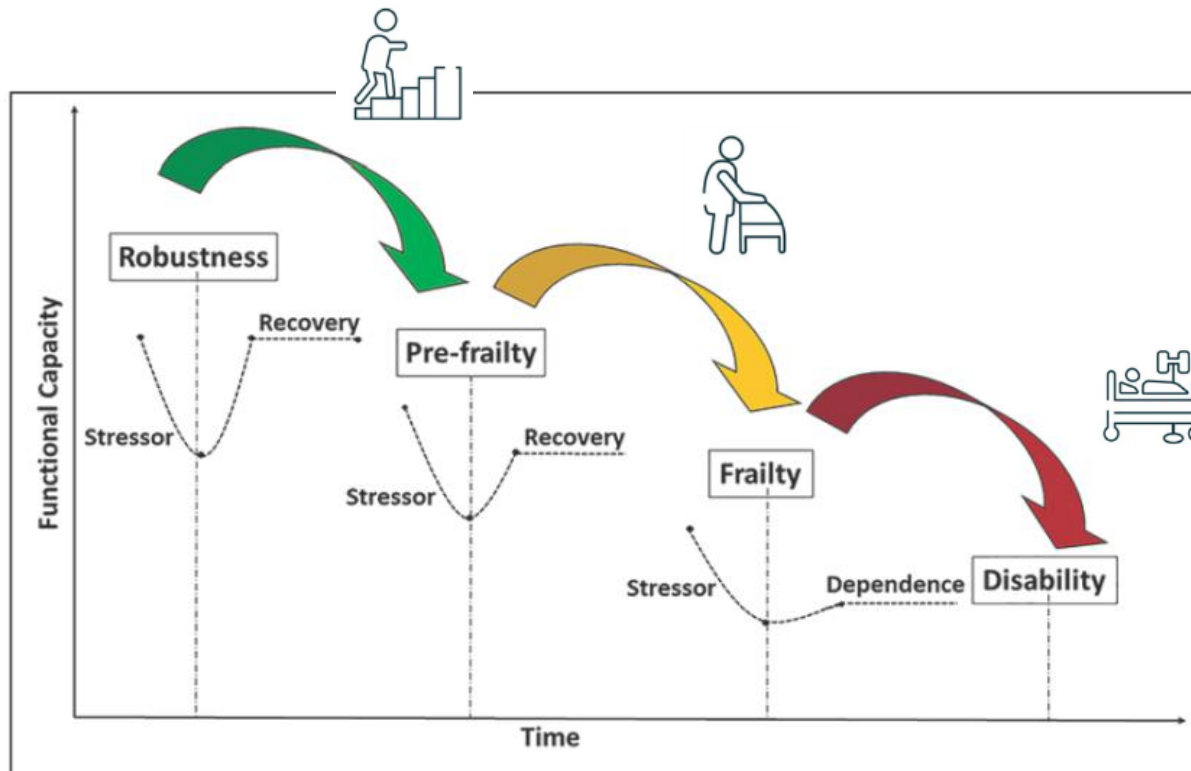 Robustness
Recovery
Stressor
Pre-frailty
Recovery
Stressor
Frailty
Stressor
Dependence
Disability
Functional Capacity
Time